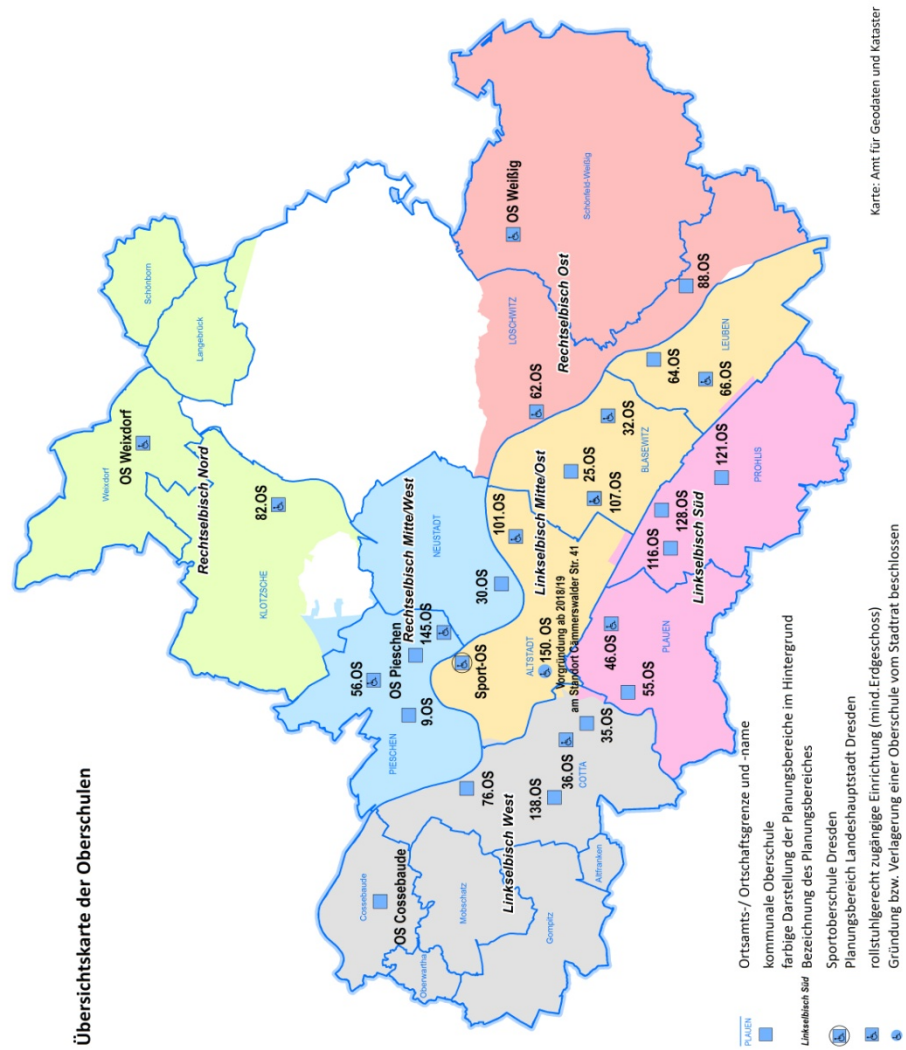 Übersichtskarte der Oberschulen
Schönborn
Langebrück
Weixdorf
OS Weixdorf
Rechtselbisch Nord
82.OS
KLOTZSCHE
NEUSTADT
Rechtselbisch Mitte/West
56.OS
OS Pieschen
145.OS
9.OS
30.OS
PIESCHEN
OS Weißig
Schönfeld-Weißig
LOSCHWITZ
Rechtselbisch Ost
62.OS
88.OS
101.OS
Linkselbisch Mitte/Ost
Sport-OS
ALTSTADT
150. OS
Vorgründung ab 2018/19
am Standort Cämmerswalder Str. 41
25.OS
107.OS
32.OS
BLASEWITZ
64.OS
66.OS
LEUBEN
121.OS
PROHLIS
128.OS
116.OS
Linkselbisch Süd
46.OS
PLAUEN
55.OS
76.OS
138.OS
36.OS
35.OS
COTTA
Linkselbisch West
Cossebaude
OS Cossebaude
Oberwartha
Mobschatz
Gompitz
Altfranken
PLAUEN Ortsamts-/ Ortschaftsgrenze und -name
kommunale Oberschule
farbige Darstellung der Planungsbereiche im Hintergrund
Linkselbisch Süd Bezeichnung des Planungsbereiches
Sportoberschule Dresden
Planungsbereich Landeshauptstadt Dresden
rollstuhlgerecht zugängige Einrichtung (mind.Erdgeschoss)
Gründung bzw. Verlagerung einer Oberschule vom Stadtrat beschlossen
Karte: Amt für Geodaten und Kataster